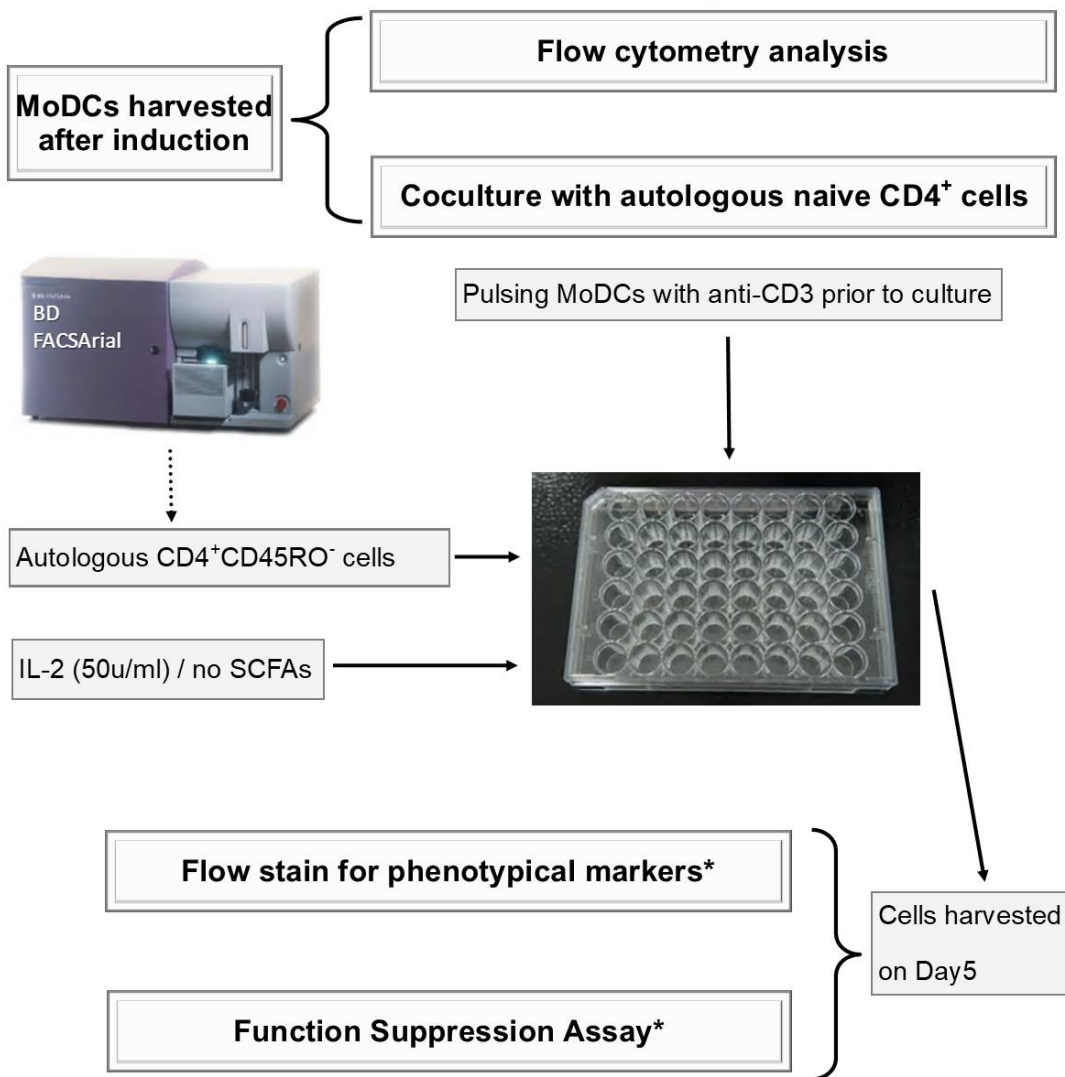 Flow cytometry analysis
MoDCs harvested
after induction
Coculture with autologous naive CD4⁺ cells
Pulsing MoDCs with anti-CD3 prior to culture
BD
FACSArial
Autologous CD4⁺CD45RO⁻ cells
IL-2 (50u/ml) / no SCFAs
Flow stain for phenotypical markers*
Cells harvested
on Day5
Function Suppression Assay*